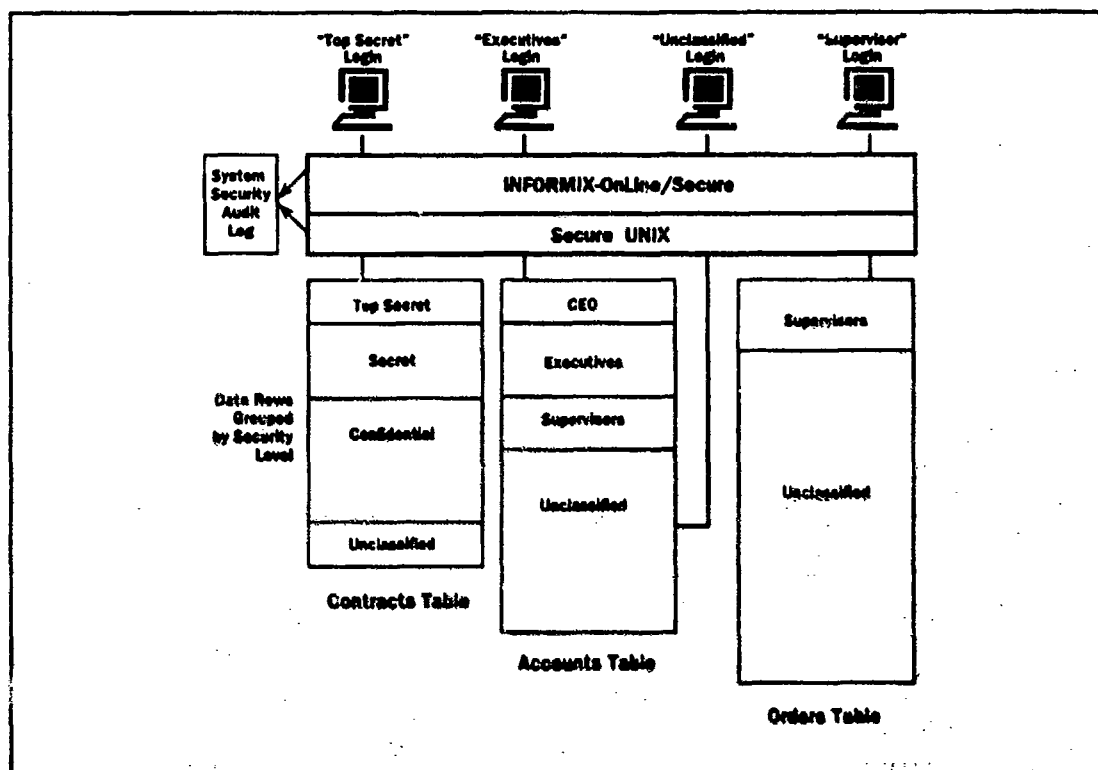 "Top Secret"
Login
"Executives"
Login
"Unclassified"
Login
"Supervisor"
Login
System
Security
Audit
Log
INFORMIX-OnLine/Secure
Secure UNIX
Top Secret
Secret
Confidential
Unclassified
Data Rows
Grouped
by Security
Level
Contracts Table
CEO
Executives
Supervisors
Unclassified
Accounts Table
Supervisors
Unclassified
Orders Table